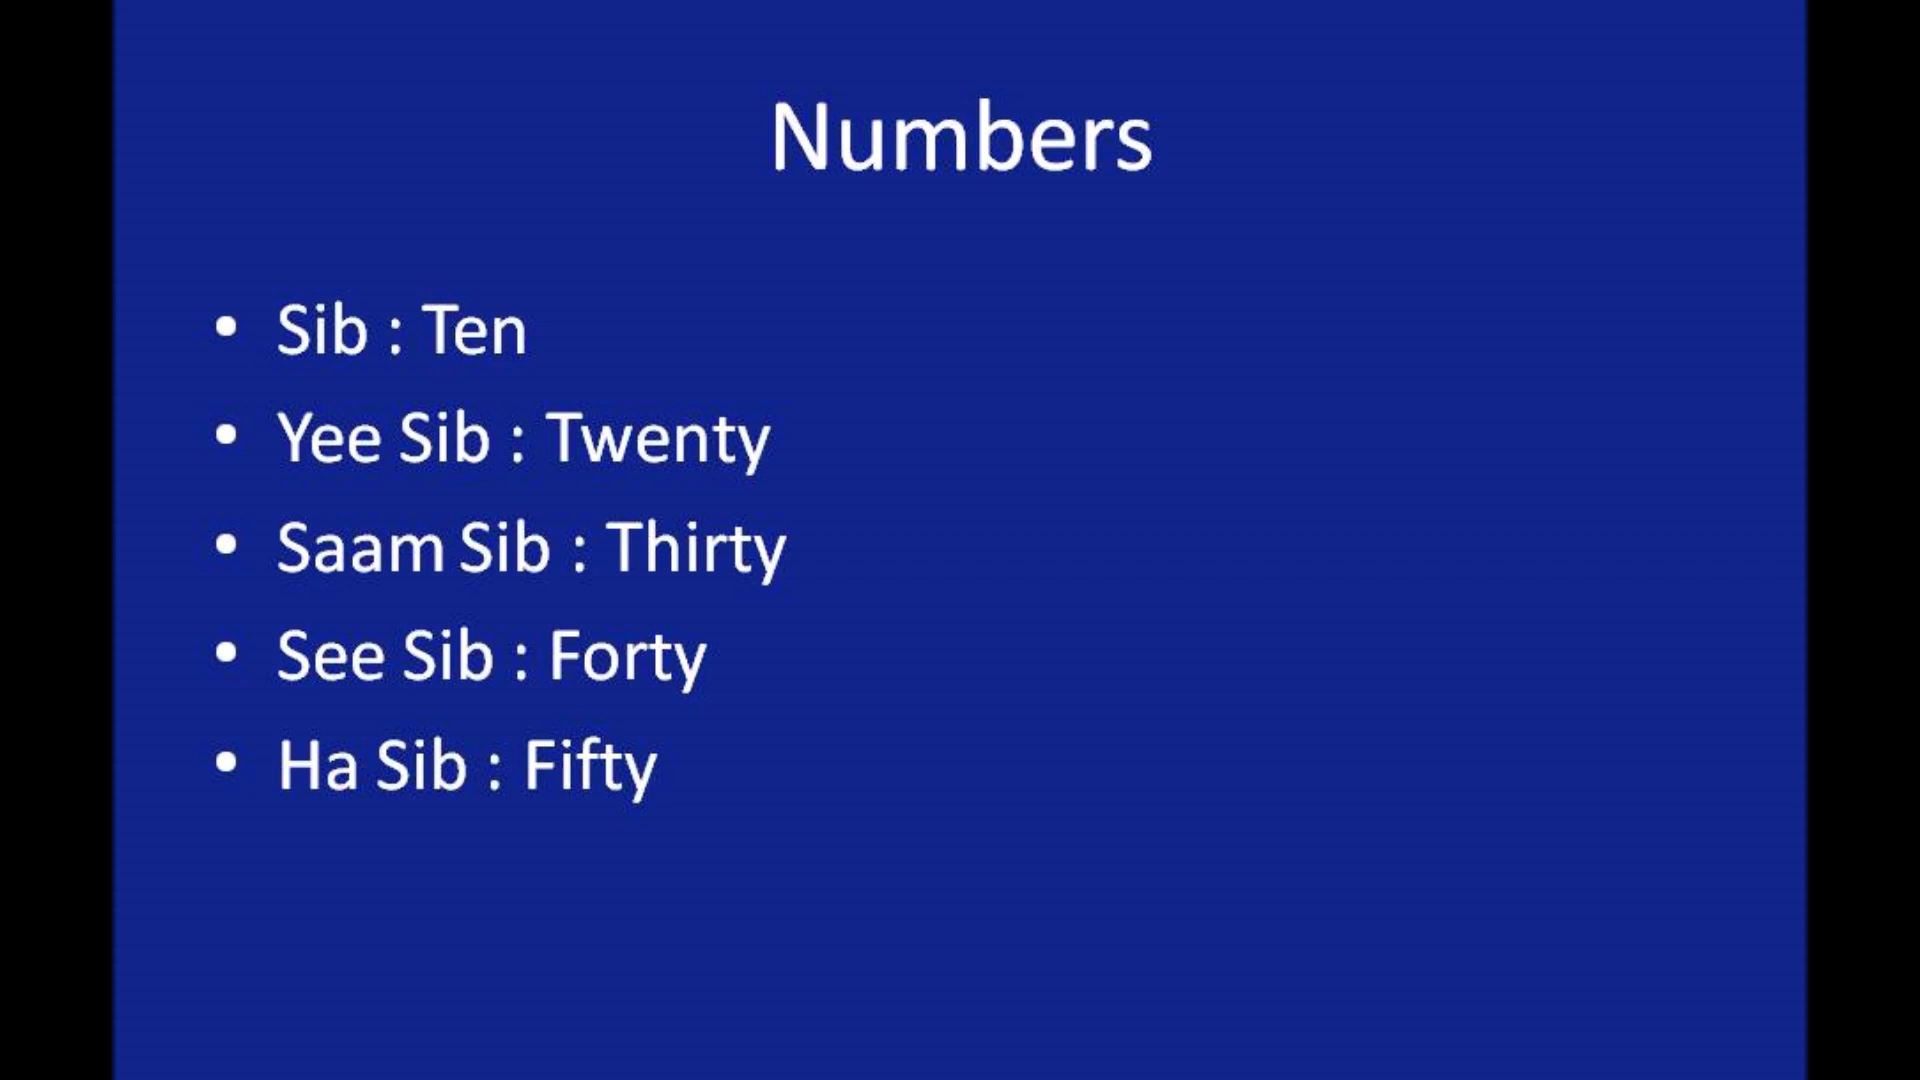 Numbers
• Sib : Ten
• Yee Sib : Twenty
• Saam Sib : Thirty
• See Sib : Forty
• Ha Sib : Fifty